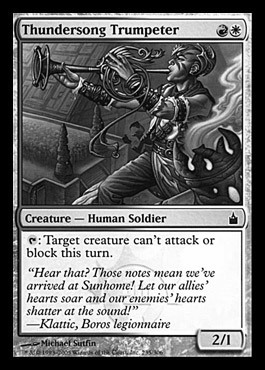 Thundersong Trumpeter
Creature — Human Soldier
: Target creature can't attack or
block this turn.
"Hear that? Those notes mean we've
arrived at Sunhome! Let our allies'
hearts soar and our enemies' hearts
shatter at the sound!"
—Klattic, Boros legionnaire
Michael Sutfin
2/1